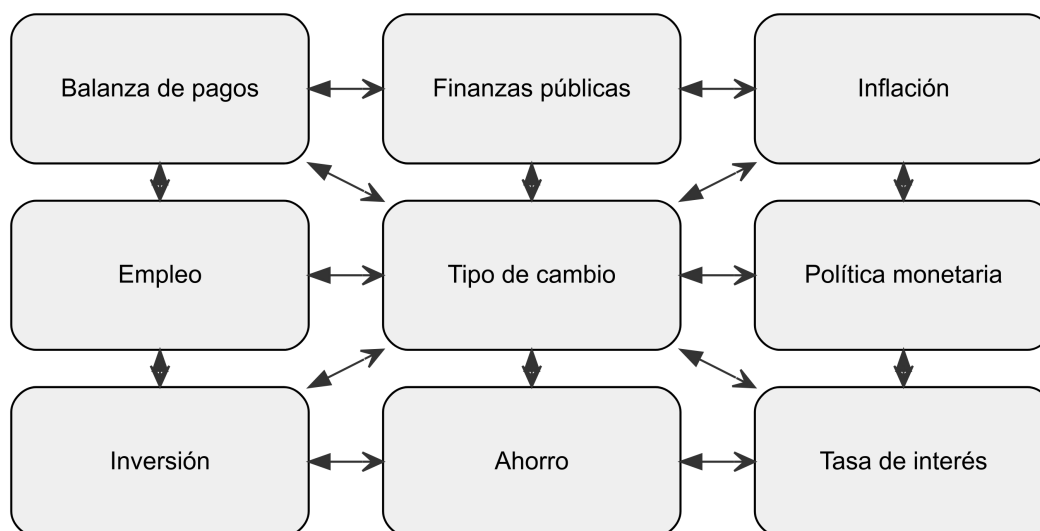 Balanza de pagos
Finanzas públicas
Inflación
Empleo
Tipo de cambio
Política monetaria
Inversión
Ahorro
Tasa de interés